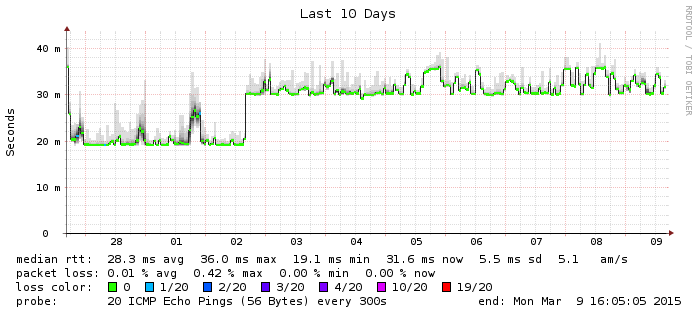 Last 10 Days
RRDTOOL / TOBI OETIKER
Seconds
40 m
30 m
20 m
10 m
0
28 01 02 03 04 05 06 07 08 09
median rtt: 28.3 ms avg 36.0 ms max 19.1 ms min 31.6 ms now 5.5 ms sd 5.1 am/s
packet loss: 0.01 % avg 0.42 % max 0.00 % min 0.00 % now
loss color: 0 1/20 2/20 3/20 4/20 10/20 19/20
probe: 20 ICMP Echo Pings (56 Bytes) every 300s end: Mon Mar 9 16:05:05 2015